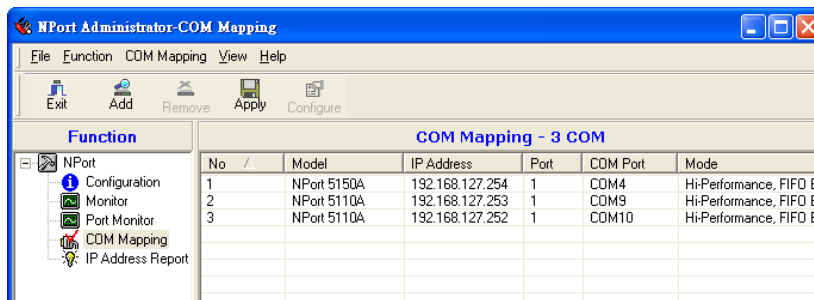 NPort Administrator-COM Mapping
File Function COM Mapping View Help
Exit Add Remove Apply Configure
Function
COM Mapping - 3 COM
NPort
Configuration
Monitor
Port Monitor
COM Mapping
IP Address Report
No Model IP Address Port COM Port Mode
1 NPort 5150A 192.168.127.254 1 COM4 Hi-Performance, FIFO E
2 NPort 5110A 192.168.127.253 1 COM9 Hi-Performance, FIFO E
3 NPort 5110A 192.168.127.252 1 COM10 Hi-Performance, FIFO E